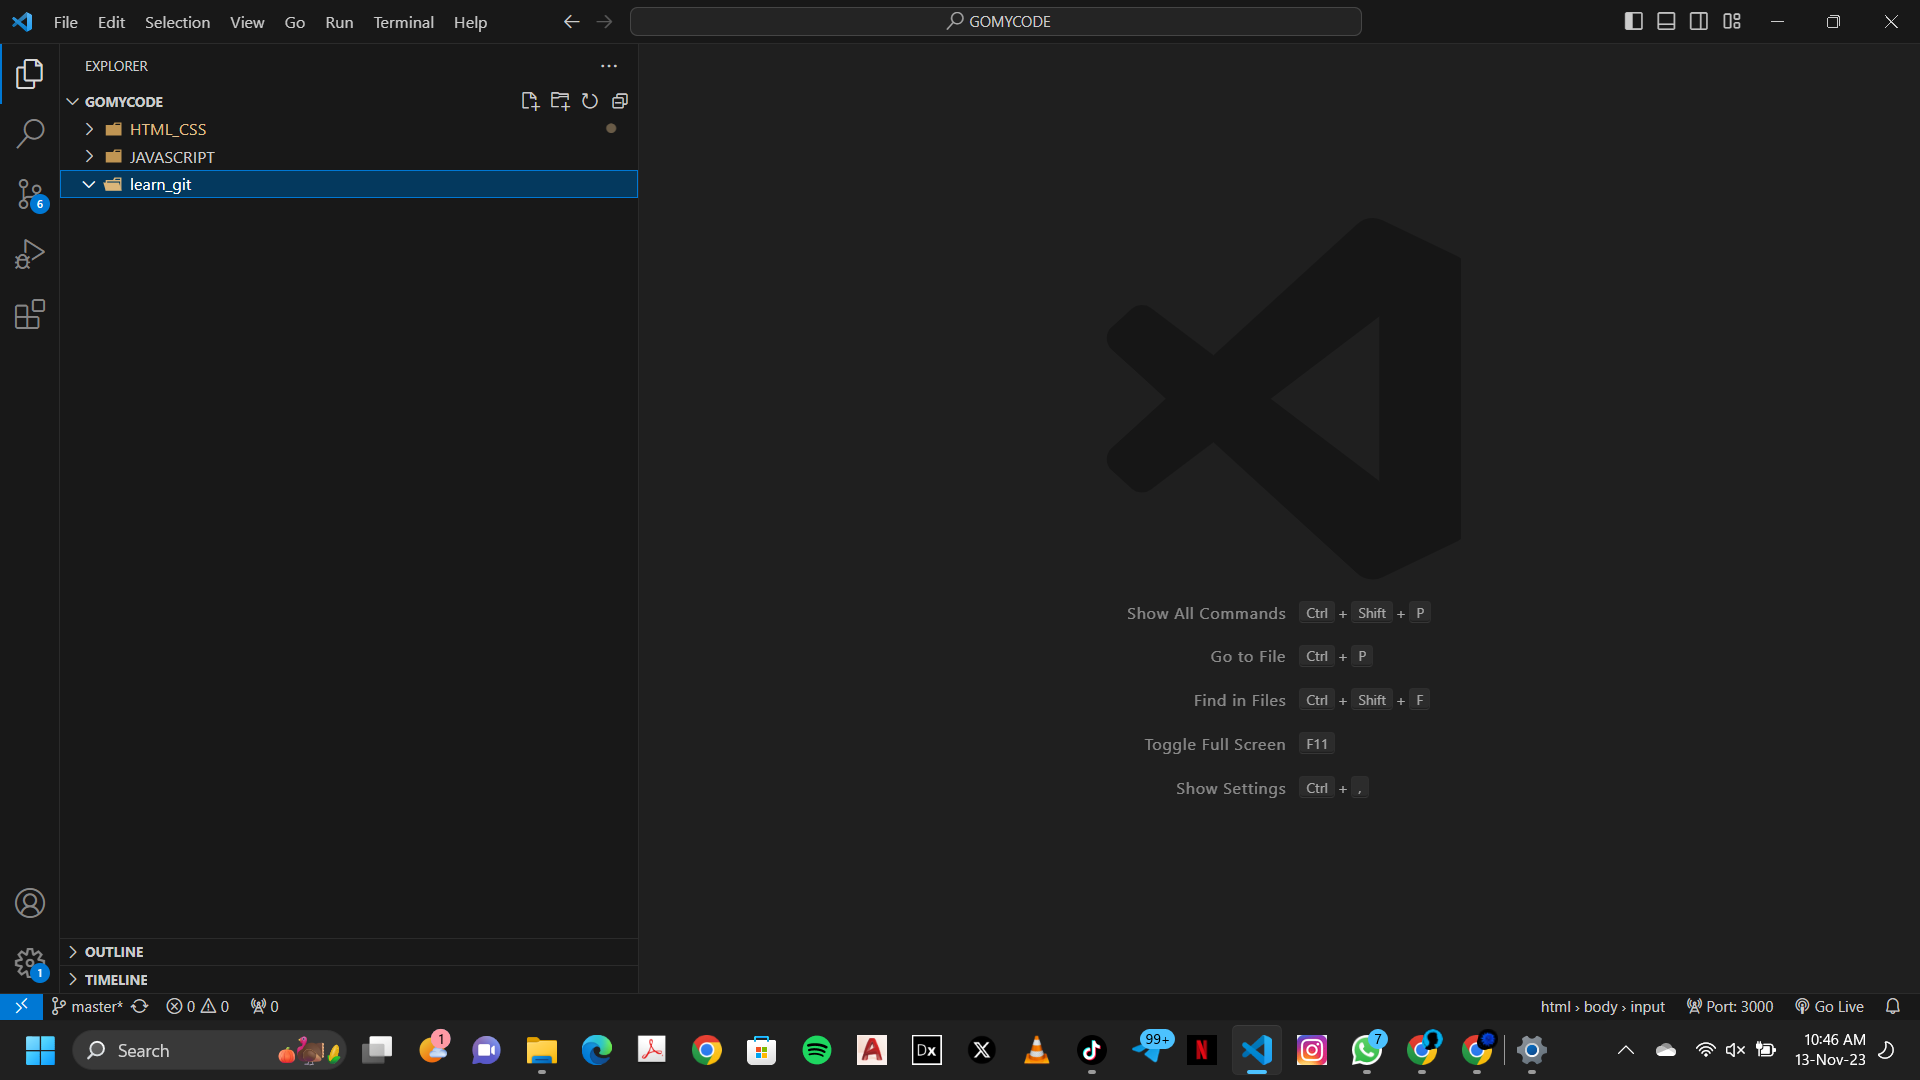 File Edit Selection View Go Run Terminal Help
GOMYCODE
EXPLORER
GOMYCODE
HTML_CSS
JAVASCRIPT
learn_git
6
Show All Commands Ctrl + Shift + P
Go to File Ctrl + P
Find in Files Ctrl + Shift + F
Toggle Full Screen F11
Show Settings Ctrl + ,
OUTLINE
1
TIMELINE
master* 0 0 0
html › body › input Port: 3000 Go Live
Search
1
Dx
X
99+
N
7
10:46 AM
13-Nov-23